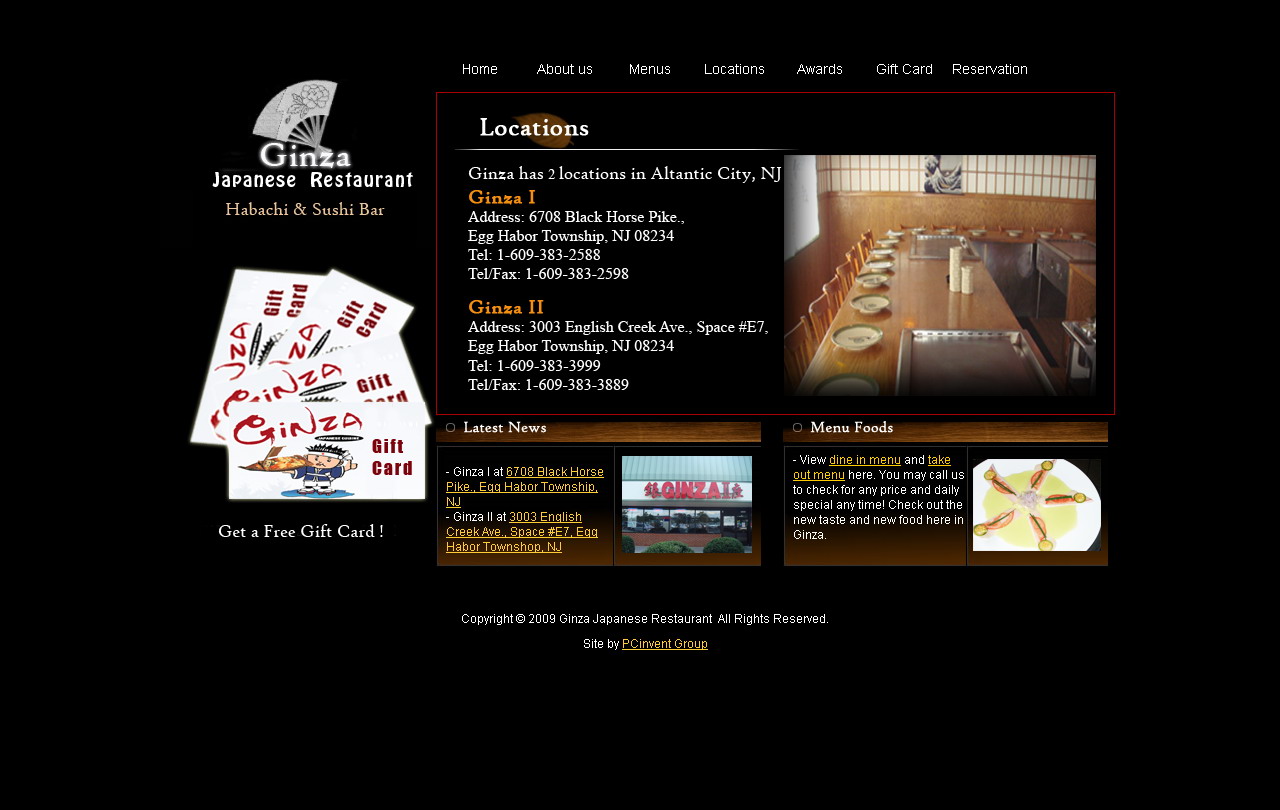 Home About us Menus Locations Awards Gift Card Reservation
Ginza
Japanese Restaurant
Habachi & Sushi Bar
Gift Card
Gift Card
GINZA
Gift
Card
GINZA
JAPANESE CUISINE
Gift
Card
Get a Free Gift Card !
Locations
Ginza has 2 locations in Altantic City, NJ
Ginza I
Address: 6708 Black Horse Pike.,
Egg Habor Township, NJ 08234
Tel: 1-609-383-2588
Tel/Fax: 1-609-383-2598
Ginza II
Address: 3003 English Creek Ave., Space #E7,
Egg Habor Township, NJ 08234
Tel: 1-609-383-3999
Tel/Fax: 1-609-383-3889
Latest News
- Ginza I at 6708 Black Horse
Pike., Egg Habor Township,
NJ
- Ginza II at 3003 English
Creek Ave., Space #E7, Egg
Habor Townshop, NJ
銀 GINZA I 座
Menu Foods
- View dine in menu and take
out menu here. You may call us
to check for any price and daily
special any time! Check out the
new taste and new food here in
Ginza.
Copyright © 2009 Ginza Japanese Restaurant  All Rights Reserved.
Site by PCinvent Group